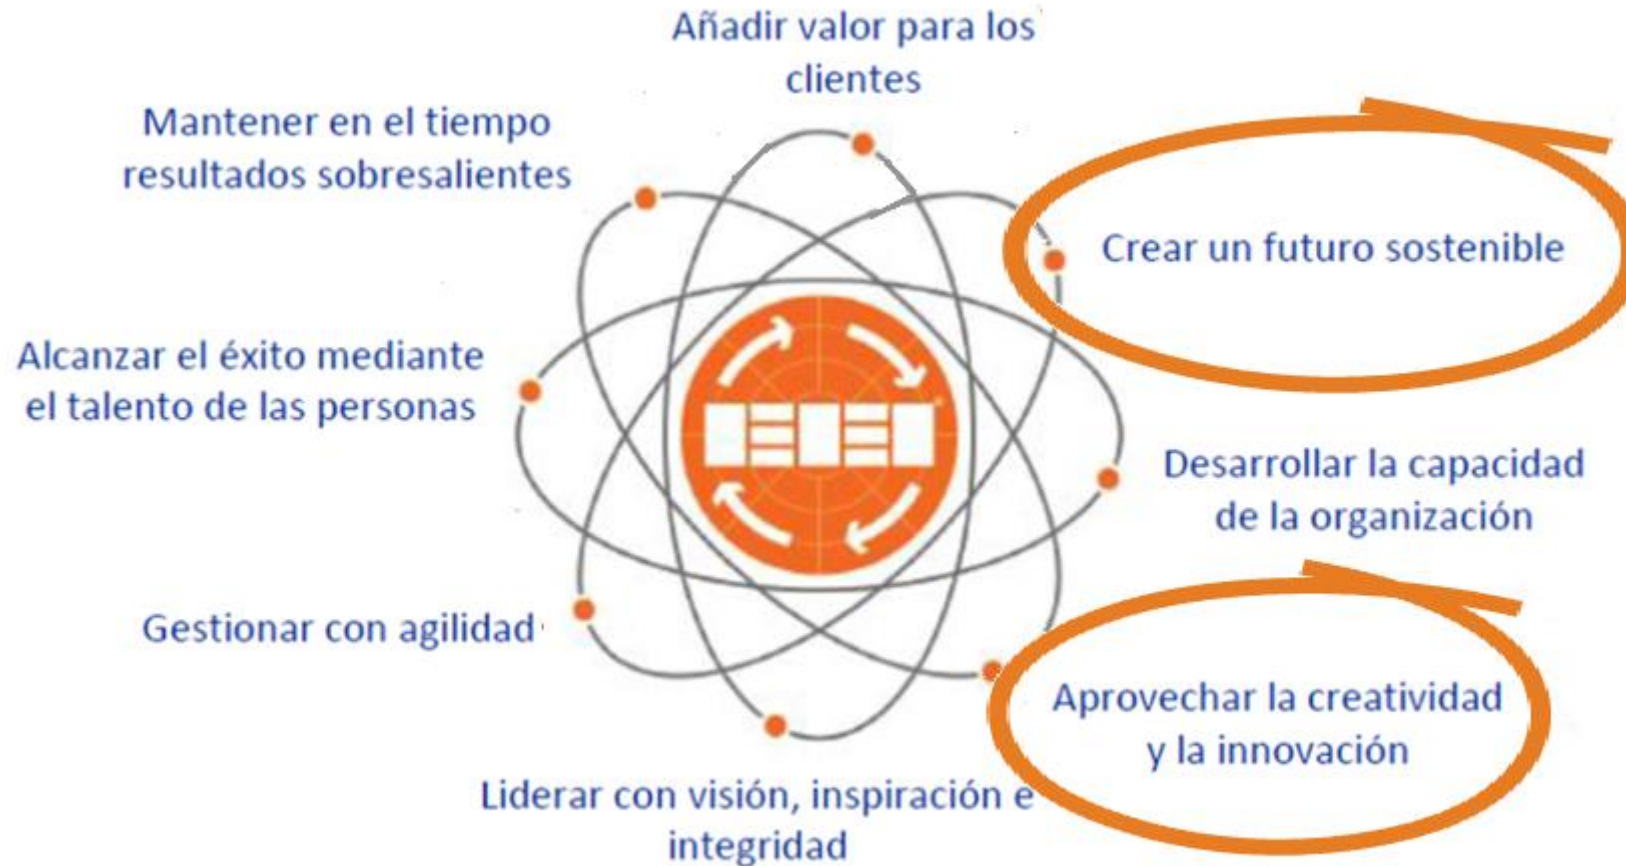 Añadir valor para los
clientes
Mantener en el tiempo
resultados sobresalientes
Crear un futuro sostenible
Alcanzar el éxito mediante
el talento de las personas
Desarrollar la capacidad
de la organización
Gestionar con agilidad
Aprovechar la creatividad
y la innovación
Liderar con visión, inspiración e
integridad